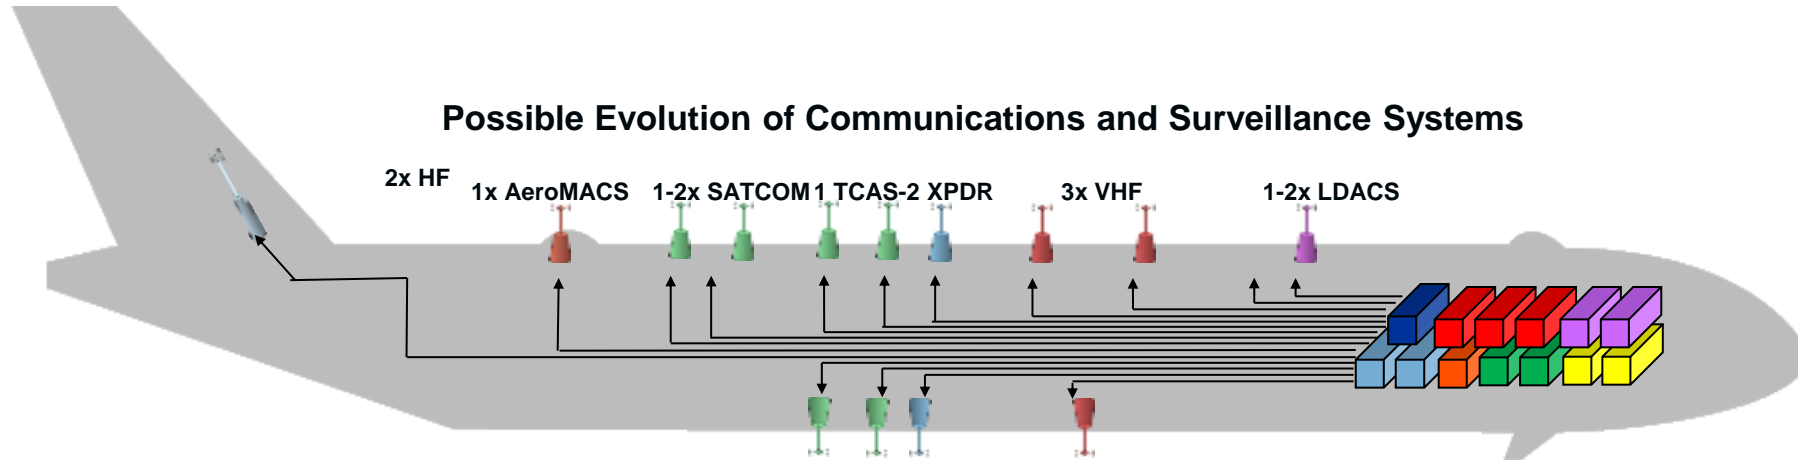 Possible Evolution of Communications and Surveillance Systems
2x HF
1x AeroMACS
1-2x SATCOM
1 TCAS-2 XPDR
3x VHF
1-2x LDACS